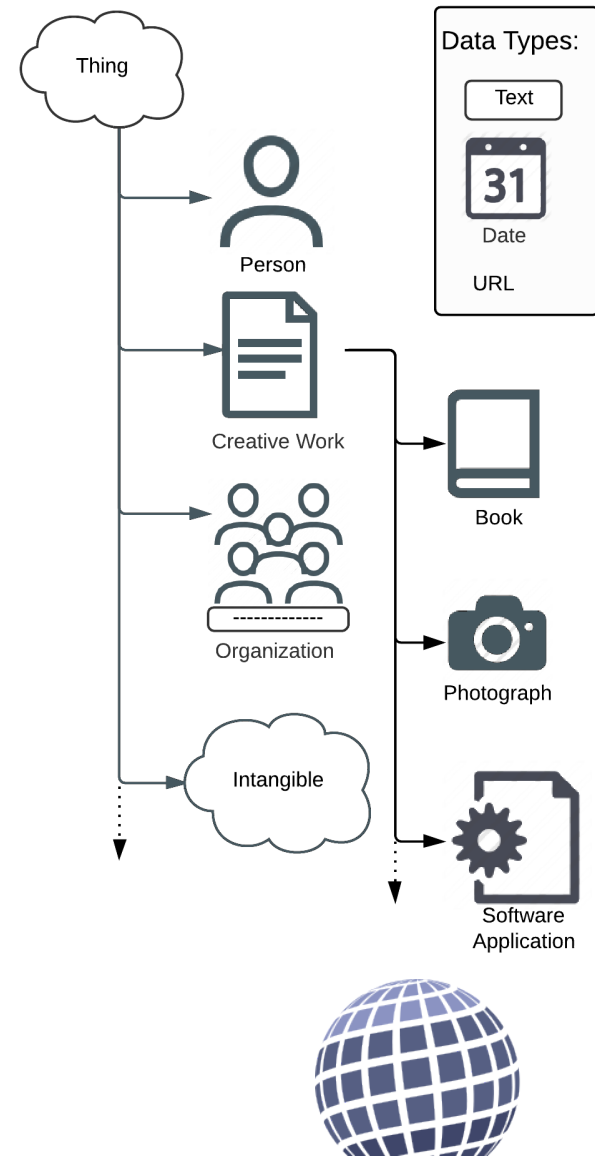 Thing
Data Types:
Text
31
Date
URL
Person
Creative Work
Book
Organization
Photograph
Intangible
Software
Application